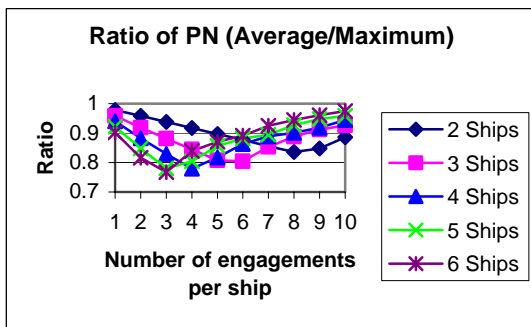 Ratio of PN (Average/Maximum)
Ratio
1
0.9
0.8
0.7
1 2 3 4 5 6 7 8 9 10
Number of engagements
per ship
2 Ships
3 Ships
4 Ships
5 Ships
6 Ships